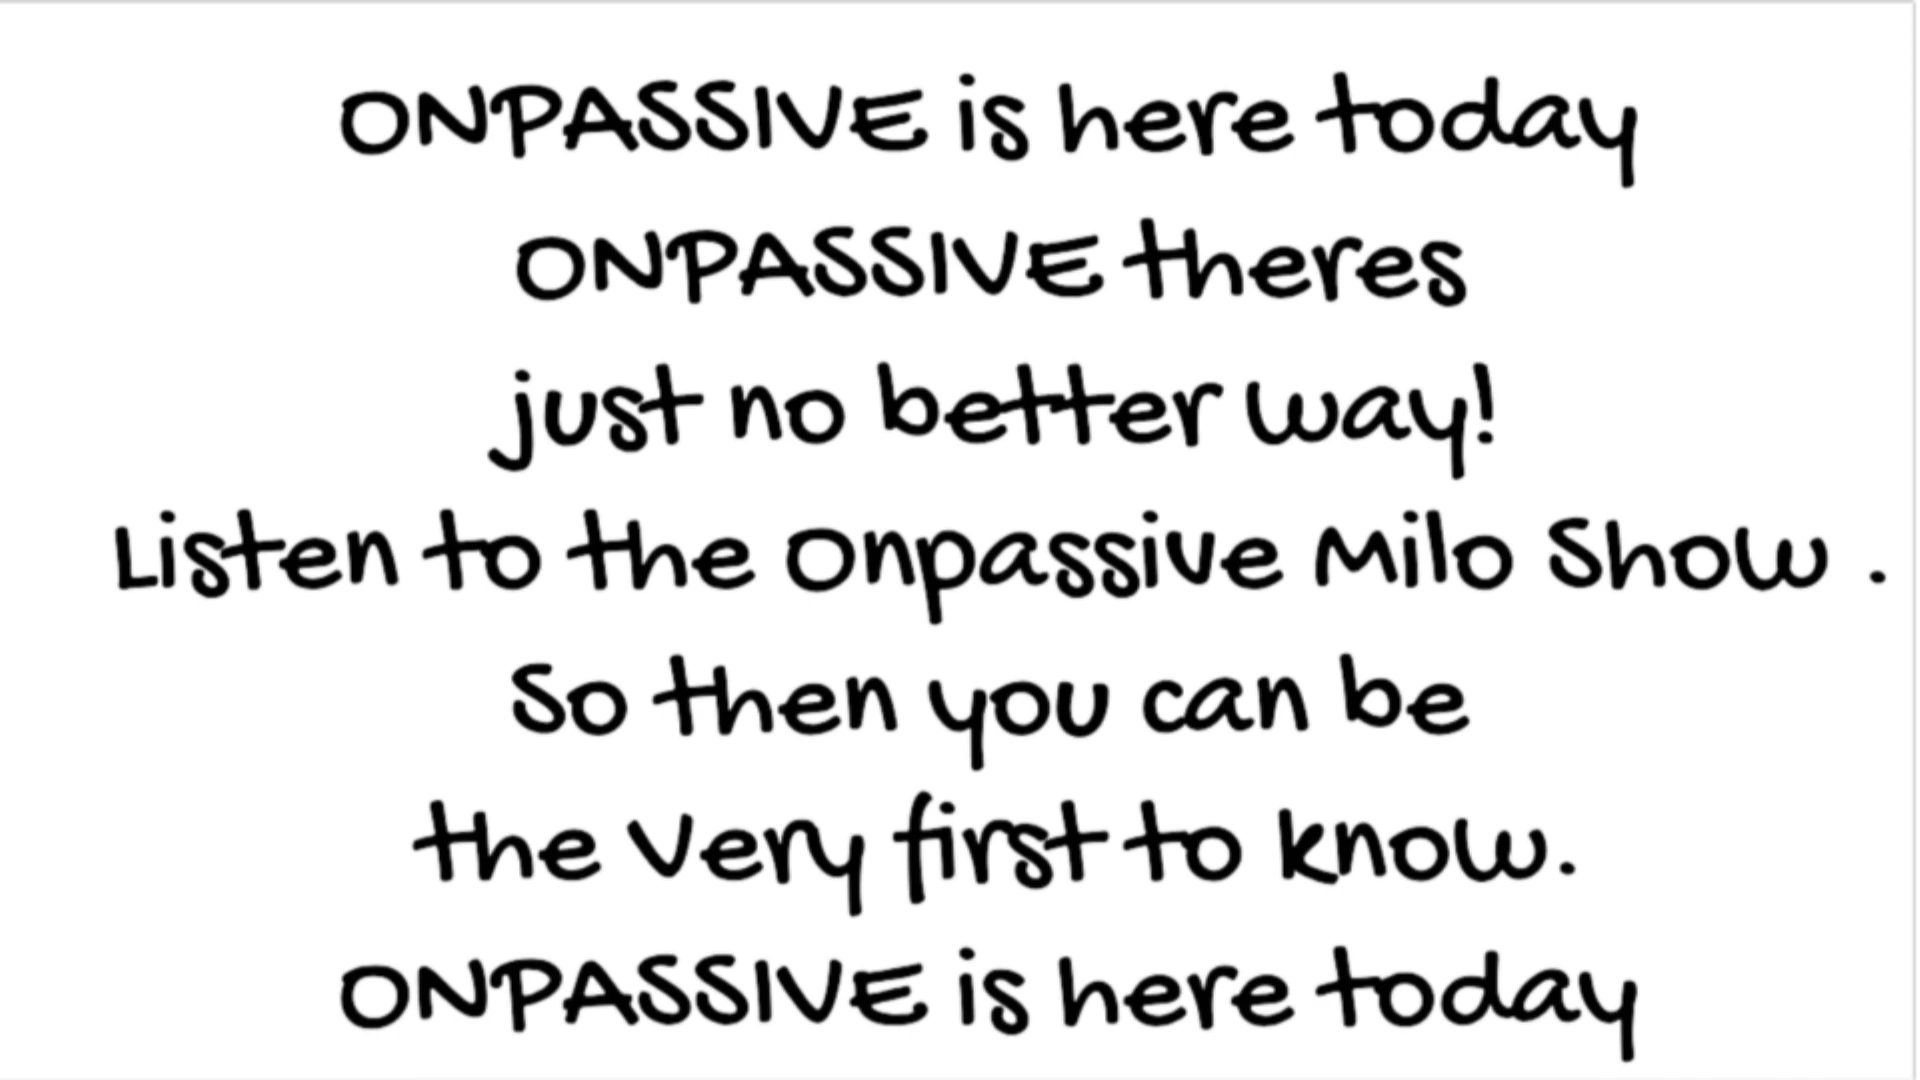 ONPASSIVE is here today
ONPASSIVE theres
just no better way!
Listen to the Onpassive Milo Show .
So then you can be
the very first to know.
ONPASSIVE is here today